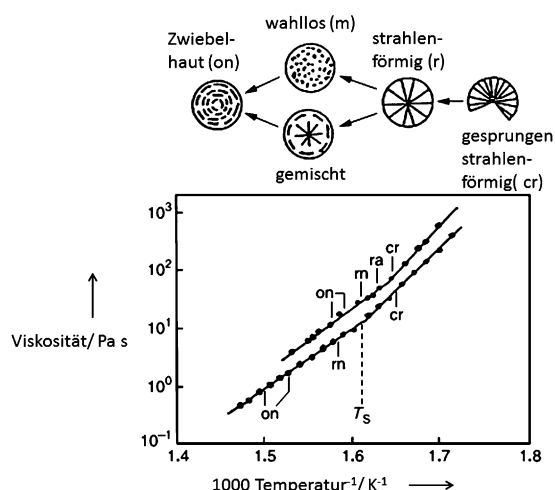 wahllos (m)
Zwiebel-
haut (on)
strahlen-
förmig (r)
gemischt
gesprungen
strahlen-
förmig( cr)
Viskosität/ Pa s
10³
10²
10¹
10⁰
10⁻¹
on
rn
ra
cr
on
rn
cr
Tₛ
1.4 1.5 1.6 1.7 1.8
1000 Temperatur⁻¹/ K⁻¹